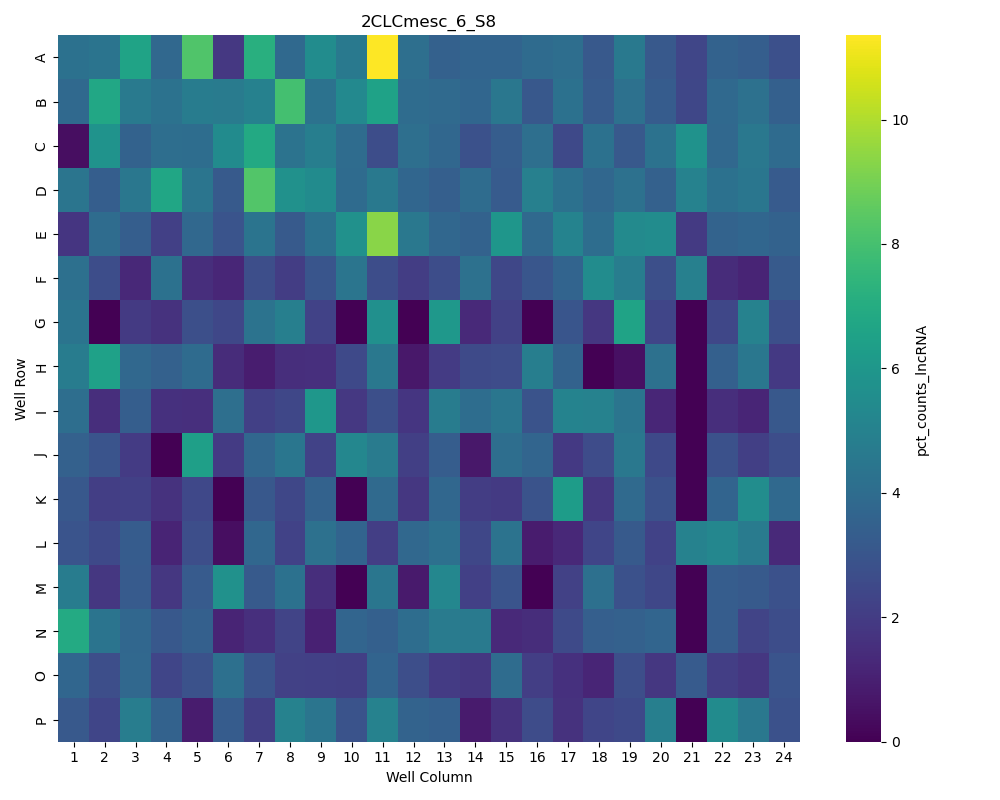 2CLCmesc_6_S8
A
B
C
D
E
F
G
H
I
J
K
L
M
N
O
P
Well Row
1 2 3 4 5 6 7 8 9 10 11 12 13 14 15 16 17 18 19 20 21 22 23 24
Well Column
10
8
6
4
2
0
pct_counts_lncRNA